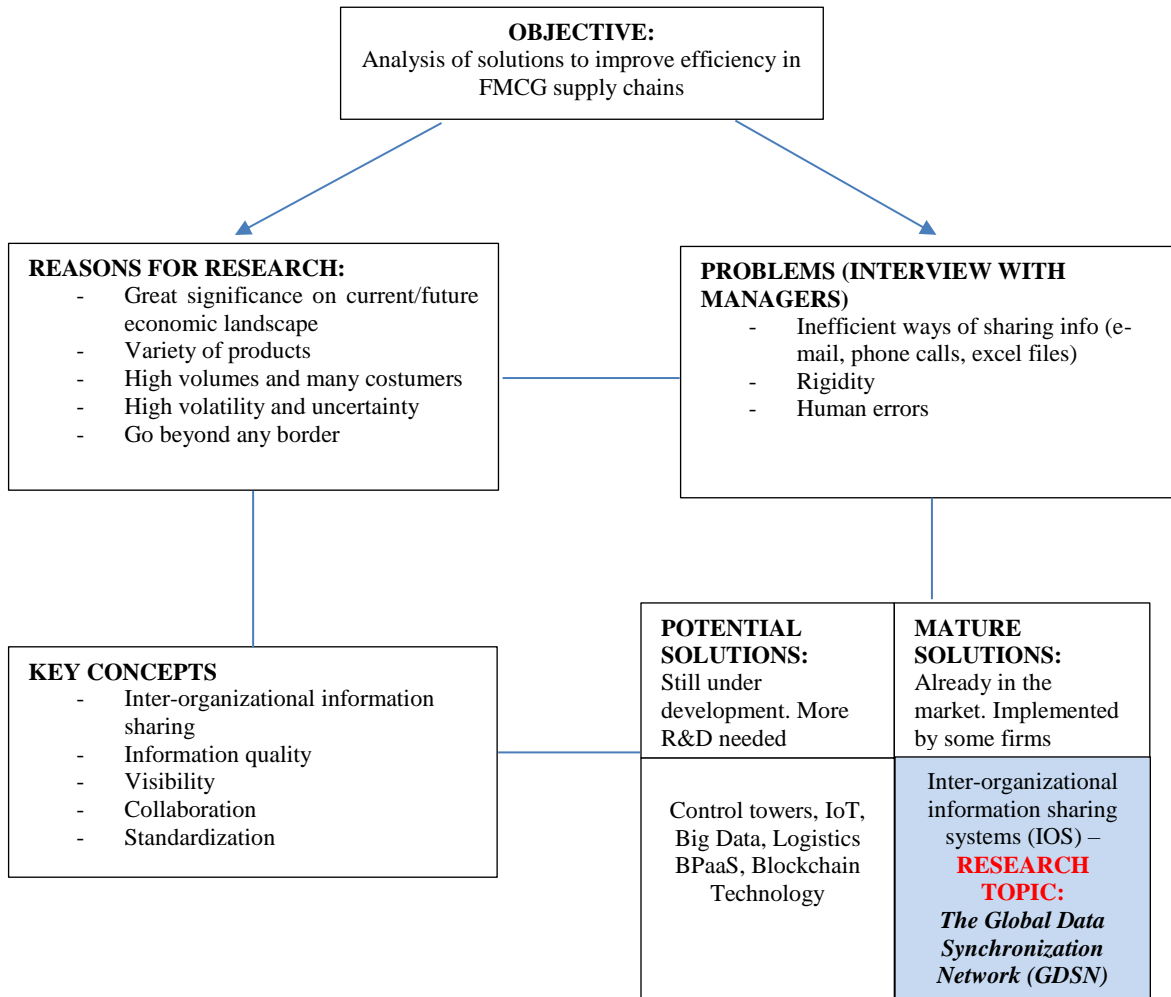 OBJECTIVE:
Analysis of solutions to improve efficiency in
FMCG supply chains
REASONS FOR RESEARCH:
- Great significance on current/future
economic landscape
- Variety of products
- High volumes and many costumers
- High volatility and uncertainty
- Go beyond any border
PROBLEMS (INTERVIEW WITH
MANAGERS)
- Inefficient ways of sharing info (e-
mail, phone calls, excel files)
- Rigidity
- Human errors
KEY CONCEPTS
- Inter-organizational information
sharing
- Information quality
- Visibility
- Collaboration
- Standardization
POTENTIAL
SOLUTIONS:
Still under
development. More
R&D needed
MATURE
SOLUTIONS:
Already in the
market. Implemented
by some firms
Control towers, IoT,
Big Data, Logistics
BPaaS, Blockchain
Technology
Inter-organizational
information sharing
systems (IOS) –
RESEARCH
TOPIC:
The Global Data
Synchronization
Network (GDSN)